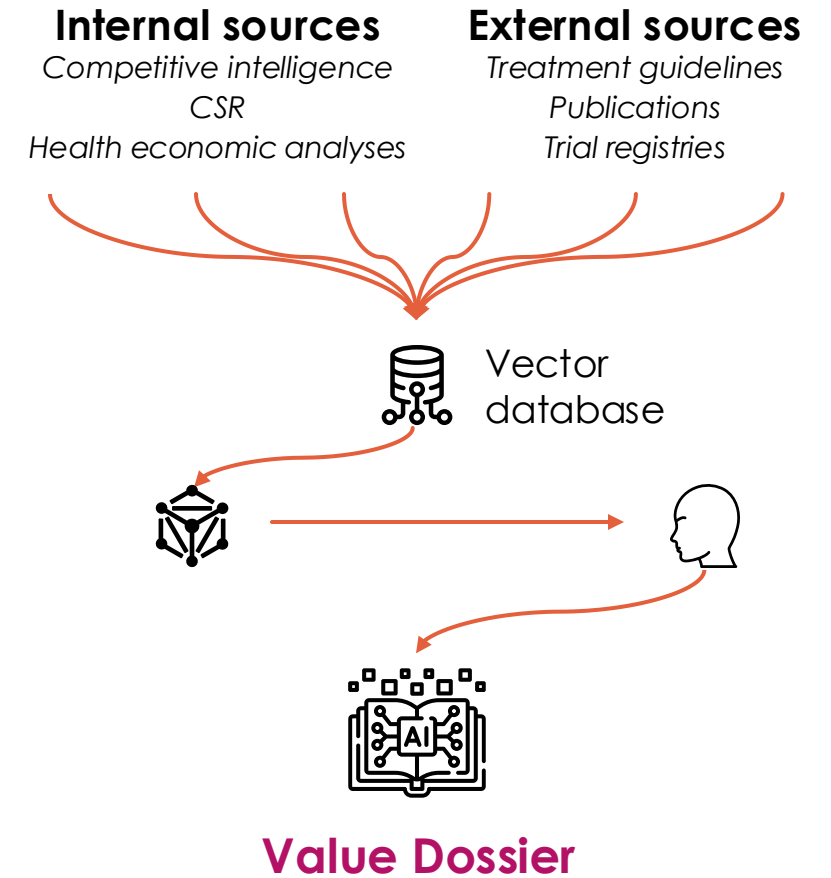 Internal sources
Competitive intelligence
CSR
Health economic analyses
External sources
Treatment guidelines
Publications
Trial registries
Vector
database
AI
Value Dossier